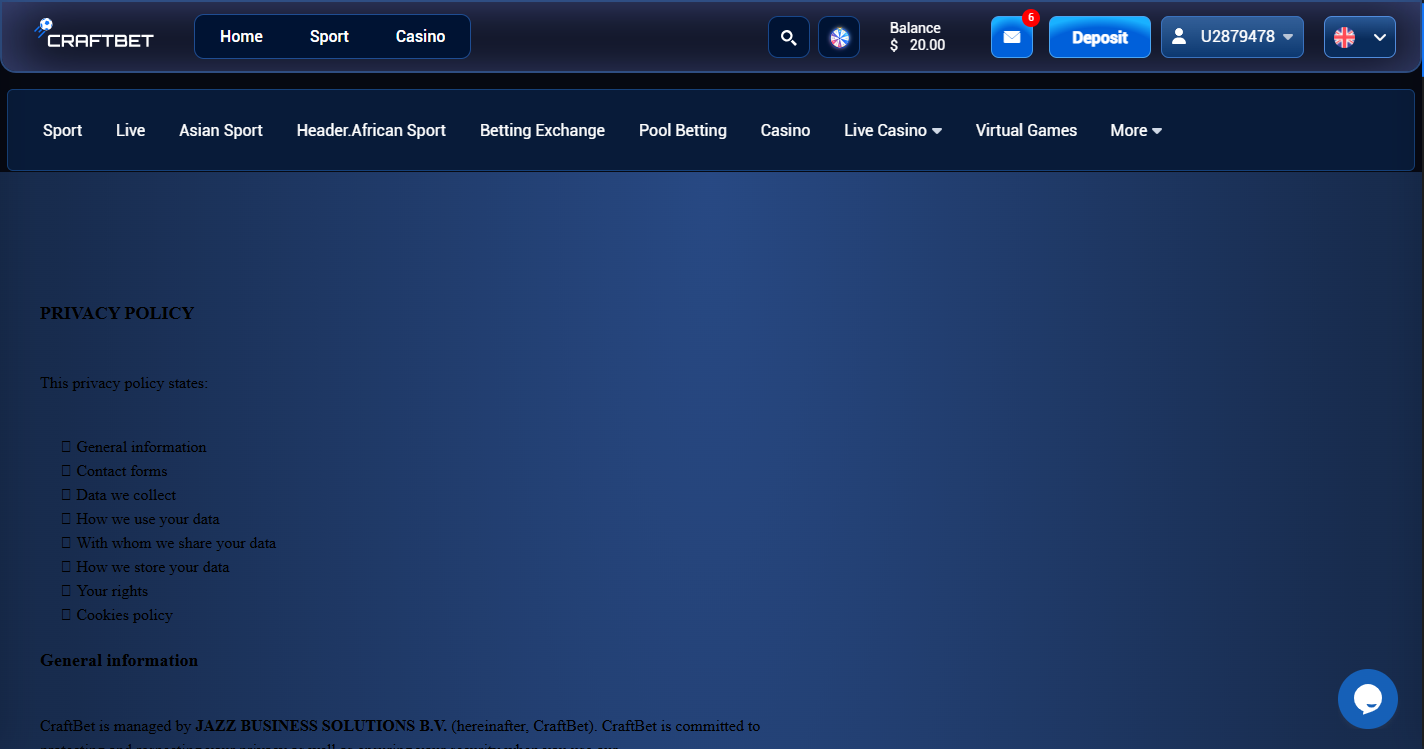 CRAFTBET
Home Sport Casino
Balance
$ 20.00
6
Deposit
U2879478
Sport Live Asian Sport Header.African Sport Betting Exchange Pool Betting Casino Live Casino Virtual Games More
PRIVACY POLICY
This privacy policy states:
General information
Contact forms
Data we collect
How we use your data
With whom we share your data
How we store your data
Your rights
Cookies policy
General information
CraftBet is managed by JAZZ BUSINESS SOLUTIONS B.V. (hereinafter, CraftBet). CraftBet is committed to